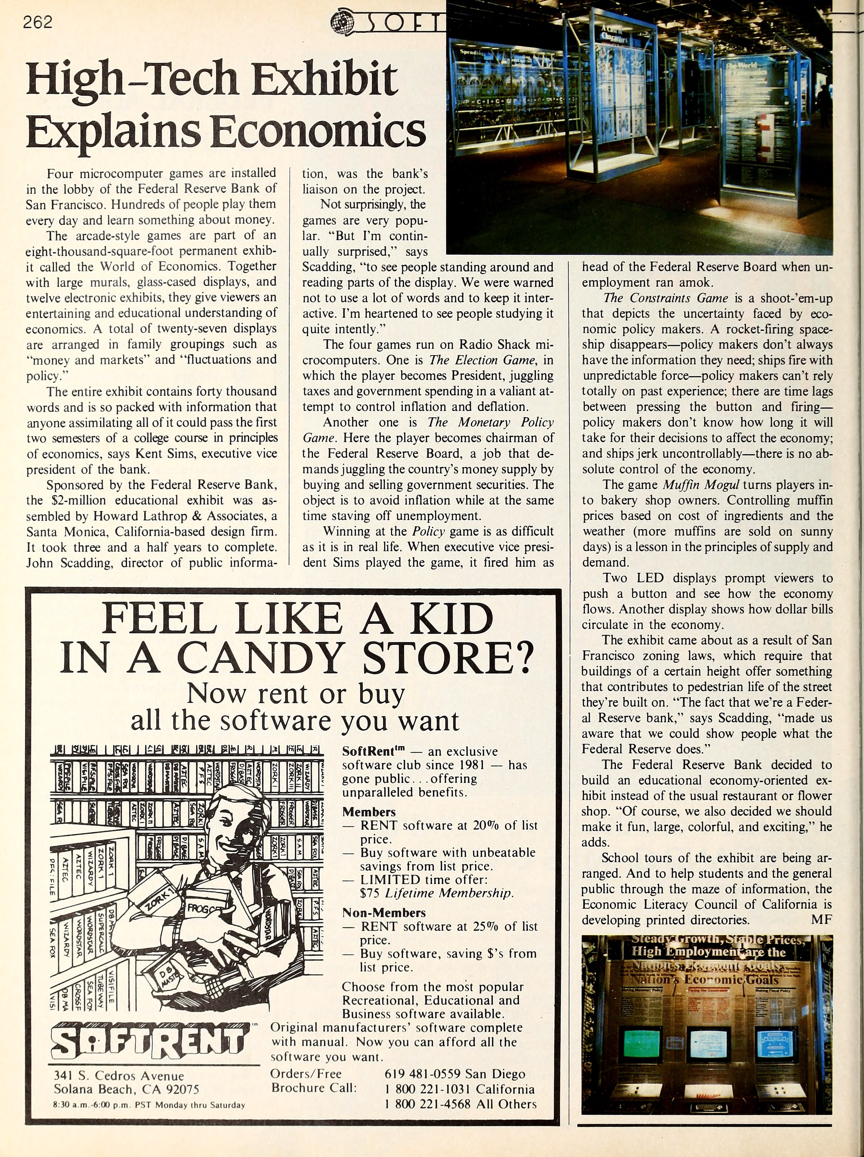 262
SOFT
High-Tech Exhibit
Explains Economics
Four microcomputer games are installed
in the lobby of the Federal Reserve Bank of
San Francisco. Hundreds of people play them
every day and learn something about money.
The arcade-style games are part of an
eight-thousand-square-foot permanent exhib-
it called the World of Economics. Together
with large murals, glass-cased displays, and
twelve electronic exhibits, they give viewers an
entertaining and educational understanding of
economics. A total of twenty-seven displays
are arranged in family groupings such as
“money and markets” and “fluctuations and
policy.”
The entire exhibit contains forty thousand
words and is so packed with information that
anyone assimilating all of it could pass the first
two semesters of a college course in principles
of economics, says Kent Sims, executive vice
president of the bank.
Sponsored by the Federal Reserve Bank,
the $2-million educational exhibit was as-
sembled by Howard Lathrop & Associates, a
Santa Monica, California-based design firm.
It took three and a half years to complete.
John Scadding, director of public informa-
tion, was the bank’s
liaison on the project.
Not surprisingly, the
games are very popu-
lar. “But I’m contin-
ually surprised,” says
Scadding, “to see people standing around and
reading parts of the display. We were warned
not to use a lot of words and to keep it inter-
active. I’m heartened to see people studying it
quite intently.”
The four games run on Radio Shack mi-
crocomputers. One is The Election Game, in
which the player becomes President, juggling
taxes and government spending in a valiant at-
tempt to control inflation and deflation.
Another one is The Monetary Policy
Game. Here the player becomes chairman of
the Federal Reserve Board, a job that de-
mands juggling the country’s money supply by
buying and selling government securities. The
object is to avoid inflation while at the same
time staving off unemployment.
Winning at the Policy game is as difficult
as it is in real life. When executive vice presi-
dent Sims played the game, it fired him as
head of the Federal Reserve Board when un-
employment ran amok.
The Constraints Game is a shoot-’em-up
that depicts the uncertainty faced by eco-
nomic policy makers. A rocket-firing space-
ship disappears—policy makers don’t always
have the information they need; ships fire with
unpredictable force—policy makers can’t rely
totally on past experience; there are time lags
between pressing the button and firing—
policy makers don’t know how long it will
take for their decisions to affect the economy;
and ships jerk uncontrollably—there is no ab-
solute control of the economy.
The game Muffin Mogul turns players in-
to bakery shop owners. Controlling muffin
prices based on cost of ingredients and the
weather (more muffins are sold on sunny
days) is a lesson in the principles of supply and
demand.
Two LED displays prompt viewers to
push a button and see how the economy
flows. Another display shows how dollar bills
circulate in the economy.
The exhibit came about as a result of San
Francisco zoning laws, which require that
buildings of a certain height offer something
that contributes to pedestrian life of the street
they’re built on. “The fact that we’re a Feder-
al Reserve bank,” says Scadding, “made us
aware that we could show people what the
Federal Reserve does.”
The Federal Reserve Bank decided to
build an educational economy-oriented ex-
hibit instead of the usual restaurant or flower
shop. “Of course, we also decided we should
make it fun, large, colorful, and exciting,” he
adds.
School tours of the exhibit are being ar-
ranged. And to help students and the general
public through the maze of information, the
Economic Literacy Council of California is
developing printed directories. MF
Steady Growth, Stable Prices,
High Employment are the
Nation's Economic Goals
FEEL LIKE A KID
IN A CANDY STORE?
Now rent or buy
all the software you want
SoftRent™ — an exclusive
software club since 1981 — has
gone public...offering
unparalleled benefits.
Members
— RENT software at 20% of list
price.
— Buy software with unbeatable
savings from list price.
— LIMITED time offer:
$75 Lifetime Membership.
Non-Members
— RENT software at 25% of list
price.
— Buy software, saving $’s from
list price.
Choose from the most popular
Recreational, Educational and
Business software available.
Original manufacturers’ software complete
with manual. Now you can afford all the
software you want.
ZORK I
FROGG
WORDSTAR
DB
MASTER
SOFTRENT™
341 S. Cedros Avenue
Solana Beach, CA 92075
8:30 a.m.-6:00 p.m. PST Monday thru Saturday
Orders/Free 619 481-0559 San Diego
Brochure Call: 1 800 221-1031 California
1 800 221-4568 All Others